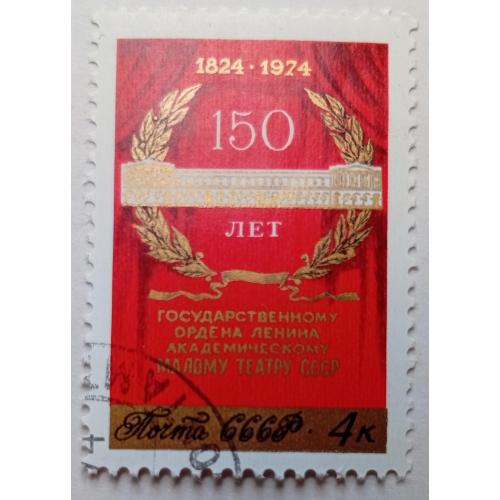 1824 · 1974
150
ЛЕТ
ГОСУДАРСТВЕННОМУ
ОРДЕНА ЛЕНИНА
АКАДЕМИЧЕСКОМУ
МАЛОМУ ТЕАТРУ СССР
Почта СССР · 4к